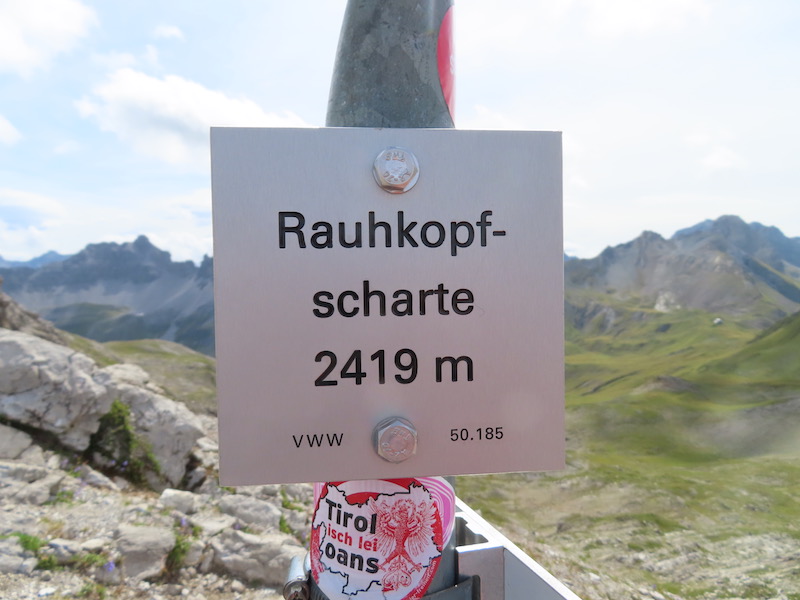 Rauhkopf-
scharte
2419 m
VWW 50.185
Tirol
isch lei
oans